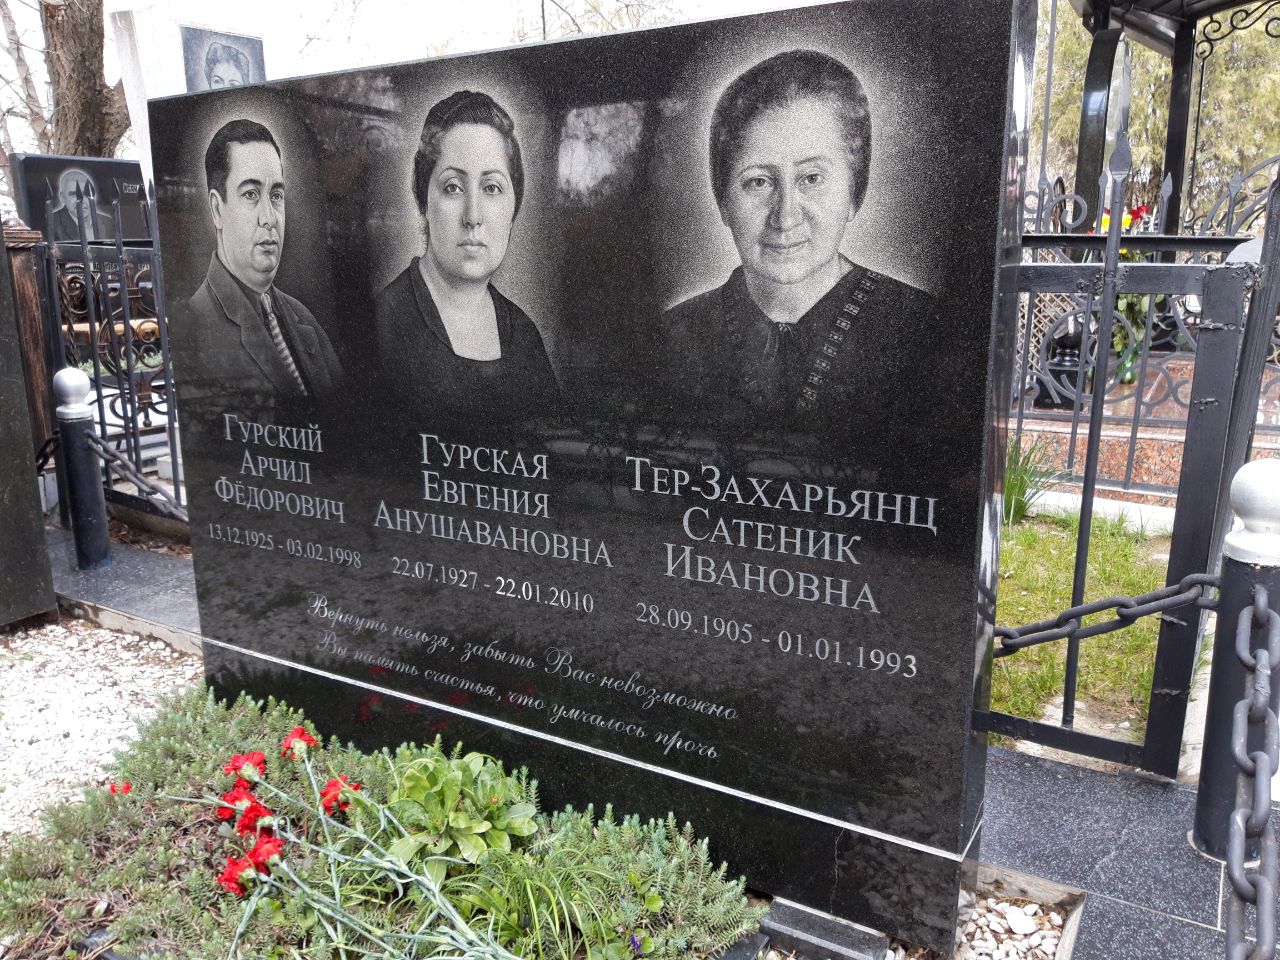 Гурский
Арчил
Фёдорович
13.12.1925 - 03.02.1998
Гурская
Евгения
Анушавановна
22.07.1927 - 22.01.2010
Тер-Захарьянц
Сатеник
Ивановна
28.09.1905 - 01.01.1993
Вернуть нельзя, забыть Вас невозможно
Вы память счастья, что умчалось прочь